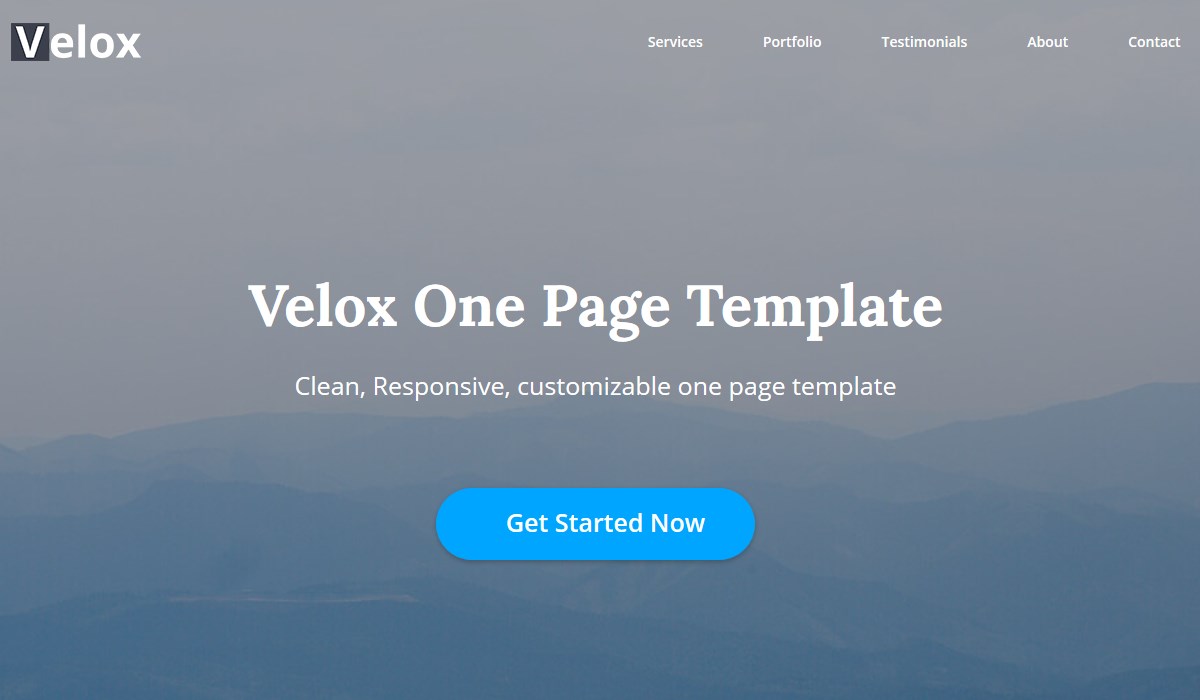 Velox
Services Portfolio Testimonials About Contact
Velox One Page Template
Clean, Responsive, customizable one page template
Get Started Now